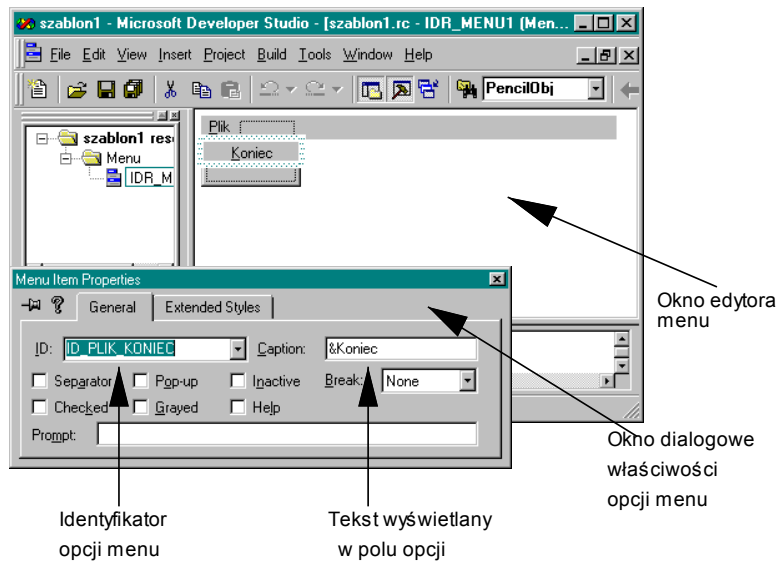 szablon1 - Microsoft Developer Studio - [szablon1.rc - IDR_MENU1 (Men...
File Edit View Insert Project Build Tools Window Help
PencilObj
szablon1 res
Menu
IDR_M
Plik
Koniec
Menu Item Properties
General Extended Styles
ID: ID_PLIK_KONIEC Caption: &Koniec
Separator Pop-up Inactive Break: None
Checked Grayed Help
Prompt:
Okno edytora
menu
Okno dialogowe
właściwości
opcji menu
Identyfikator
opcji menu
Tekst wyświetlany
w polu opcji